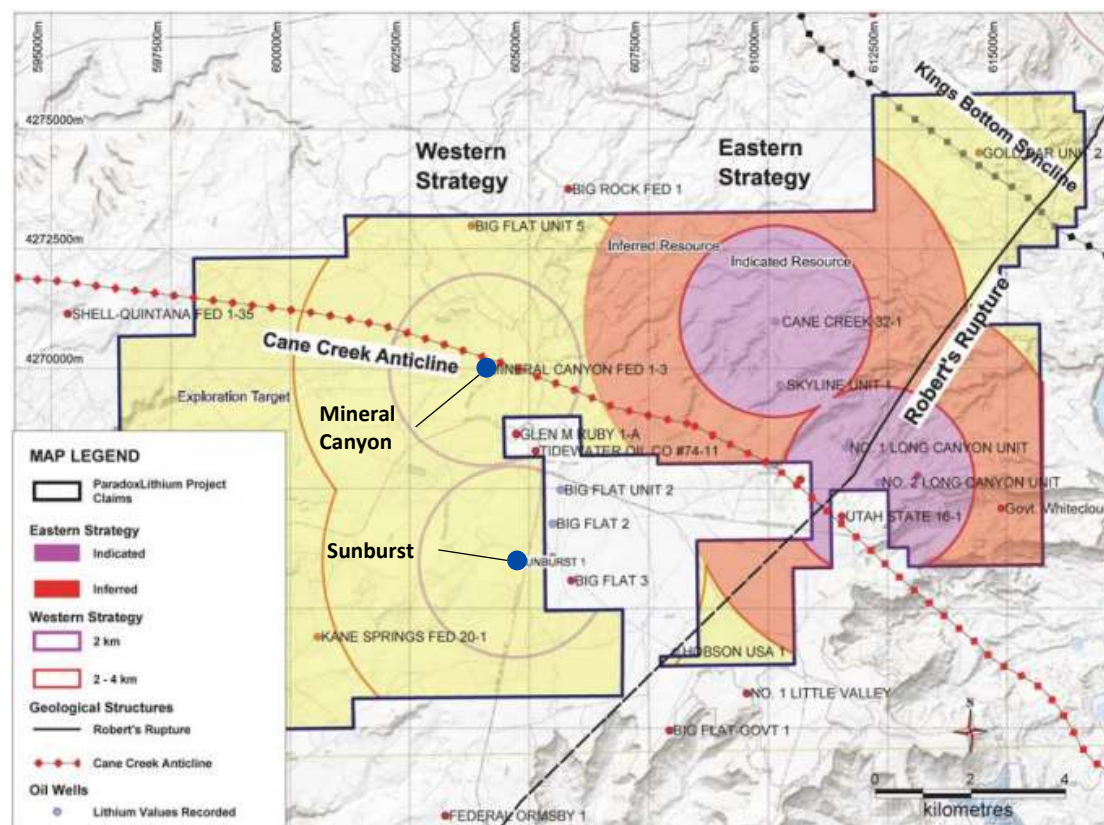 595000m
597500m
600000m
602500m
605000m
607500m
610000m
612500m
615000m
4275000m
4272500m
4270000m
Kings Bottom Syncline
GOLD BAR UNIT 2
Western
Strategy
Eastern
Strategy
BIG ROCK FED 1
BIG FLAT UNIT 5
Inferred Resource
Indicated Resource
SHELL-QUINTANA FED 1-35
CANE CREEK 32-1
Robert's Rupture
Cane Creek Anticline
MINERAL CANYON FED 1-3
SKYLINE UNIT 1
Exploration Target
Mineral
Canyon
GLEN M RUBY 1-A
TIDEWATER OIL CO #74-11
NO. 1 LONG CANYON UNIT
NO. 2 LONG CANYON UNIT
BIG FLAT UNIT 2
UTAH STATE 16-1
Govt. Whiteclou
BIG FLAT 2
Sunburst
UNBURST 1
BIG FLAT 3
KANE SPRINGS FED 20-1
HOBSON USA 1
NO. 1 LITTLE VALLEY
BIG FLAT-GOVT 1
FEDERAL ORMSBY 1
MAP LEGEND
ParadoxLithium Project
Claims
Eastern Strategy
Indicated
Inferred
Western Strategy
2 km
2 - 4 km
Geological Structures
Robert's Rupture
Cane Creek Anticline
Oil Wells
Lithium Values Recorded
0 2 4
kilometres